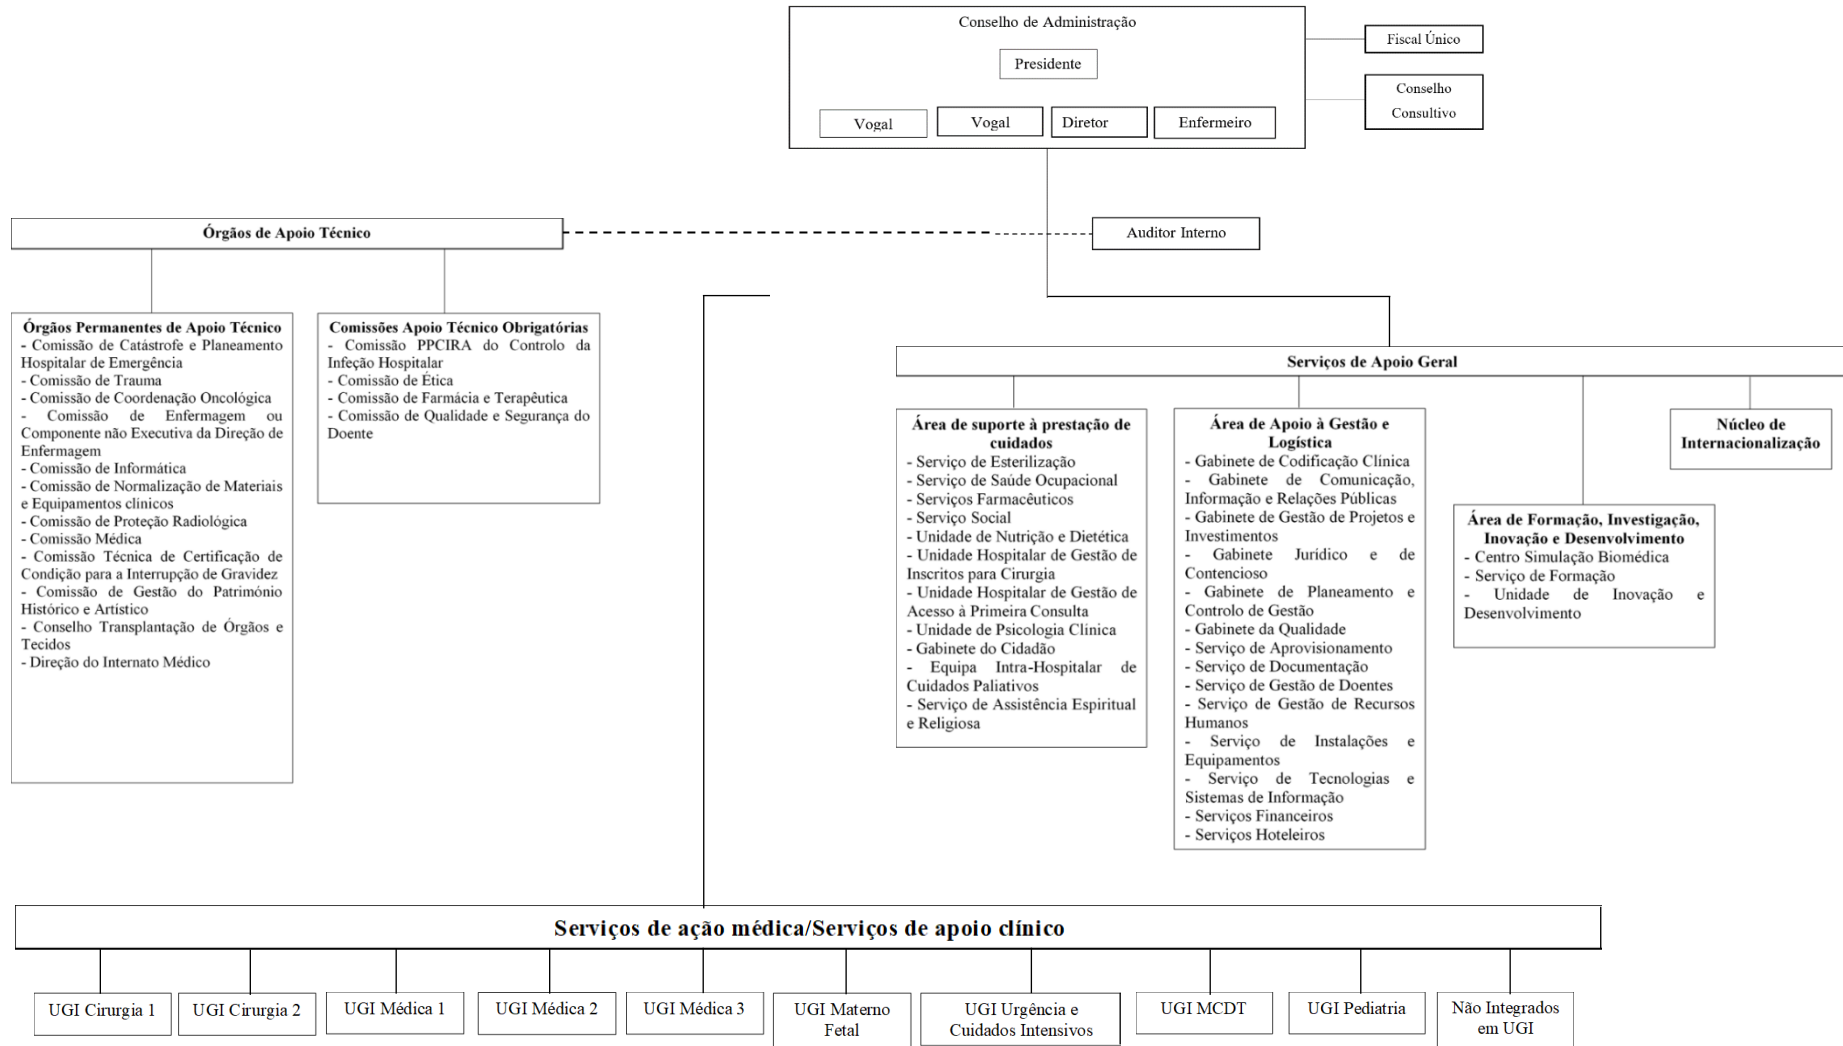 Conselho de Administração
Presidente
Vogal
Vogal
Diretor
Enfermeiro
Fiscal Único
Conselho
Consultivo
Órgãos de Apoio Técnico
Auditor Interno
Órgãos Permanentes de Apoio Técnico
- Comissão de Catástrofe e Planeamento
Hospitalar de Emergência
- Comissão de Trauma
- Comissão de Coordenação Oncológica
- Comissão de Enfermagem ou
Componente não Executiva da Direção de
Enfermagem
- Comissão de Informática
- Comissão de Normalização de Materiais
e Equipamentos clínicos
- Comissão de Proteção Radiológica
- Comissão Médica
- Comissão Técnica de Certificação de
Condição para a Interrupção de Gravidez
- Comissão de Gestão do Património
Histórico e Artístico
- Conselho Transplantação de Órgãos e
Tecidos
- Direção do Internato Médico
Comissões Apoio Técnico Obrigatórias
- Comissão PPCIRA do Controlo da
Infeção Hospitalar
- Comissão de Ética
- Comissão de Farmácia e Terapêutica
- Comissão de Qualidade e Segurança do
Doente
Serviços de Apoio Geral
Área de suporte à prestação de
cuidados
- Serviço de Esterilização
- Serviço de Saúde Ocupacional
- Serviços Farmacêuticos
- Serviço Social
- Unidade de Nutrição e Dietética
- Unidade Hospitalar de Gestão de
Inscritos para Cirurgia
- Unidade Hospitalar de Gestão de
Acesso à Primeira Consulta
- Unidade de Psicologia Clinica
- Gabinete do Cidadão
- Equipa Intra-Hospitalar de
Cuidados Paliativos
- Serviço de Assistência Espiritual
e Religiosa
Área de Apoio à Gestão e
Logística
- Gabinete de Codificação Clínica
- Gabinete de Comunicação,
Informação e Relações Públicas
- Gabinete de Gestão de Projetos e
Investimentos
- Gabinete Jurídico e de
Contencioso
- Gabinete de Planeamento e
Controlo de Gestão
- Gabinete da Qualidade
- Serviço de Aprovisionamento
- Serviço de Documentação
- Serviço de Gestão de Doentes
- Serviço de Gestão de Recursos
Humanos
- Serviço de Instalações e
Equipamentos
- Serviço de Tecnologias e
Sistemas de Informação
- Serviços Financeiros
- Serviços Hoteleiros
Área de Formação, Investigação,
Inovação e Desenvolvimento
- Centro Simulação Biomédica
- Serviço de Formação
- Unidade de Inovação e
Desenvolvimento
Núcleo de
Internacionalização
Serviços de ação médica/Serviços de apoio clínico
UGI Cirurgia 1
UGI Cirurgia 2
UGI Médica 1
UGI Médica 2
UGI Médica 3
UGI Materno
Fetal
UGI Urgência e
Cuidados Intensivos
UGI MCDT
UGI Pediatria
Não Integrados
em UGI